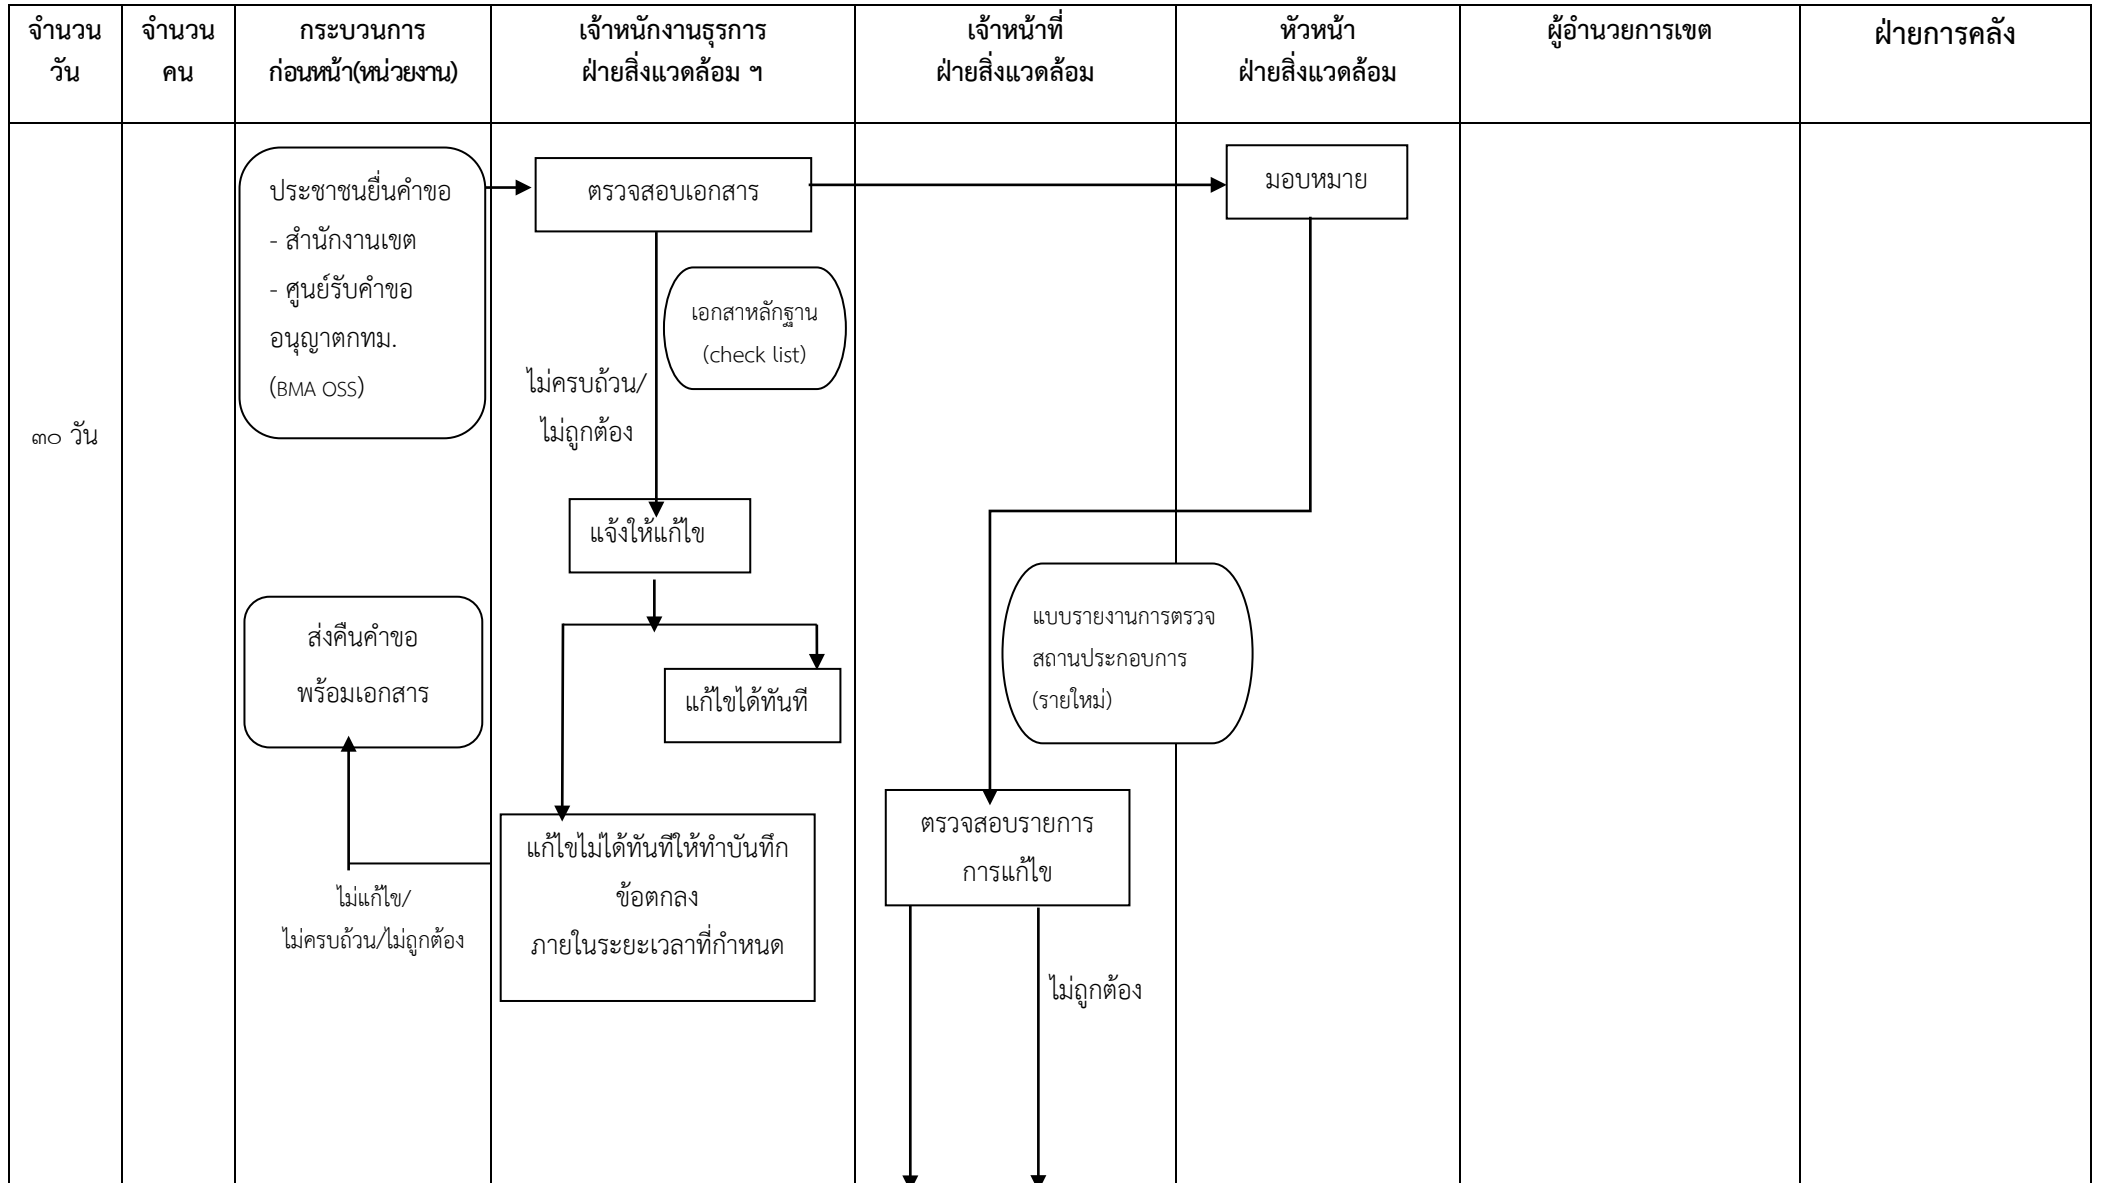 จำนวน
วัน
จำนวน
คน
กระบวนการ
ก่อนหน้า(หน่วยงาน)
เจ้าหนักงานธุรการ
ฝ่ายสิ่งแวดล้อม ฯ
เจ้าหน้าที่
ฝ่ายสิ่งแวดล้อม
หัวหน้า
ฝ่ายสิ่งแวดล้อม
ผู้อำนวยการเขต
ฝ่ายการคลัง
๓๐ วัน
ประชาชนยื่นคำขอ
- สำนักงานเขต
- ศูนย์รับคำขอ
อนุญาตกทม.
(BMA OSS)
ตรวจสอบเอกสาร
มอบหมาย
เอกสาหลักฐาน
(check list)
ไม่ครบถ้วน/
ไม่ถูกต้อง
แจ้งให้แก้ไข
ส่งคืนคำขอ
พร้อมเอกสาร
แก้ไขได้ทันที
แบบรายงานการตรวจ
สถานประกอบการ
(รายใหม่)
แก้ไขไม่ได้ทันทีให้ทำบันทึก
ข้อตกลง
ภายในระยะเวลาที่กำหนด
ตรวจสอบรายการ
การแก้ไข
ไม่แก้ไข/
ไม่ครบถ้วน/ไม่ถูกต้อง
ไม่ถูกต้อง